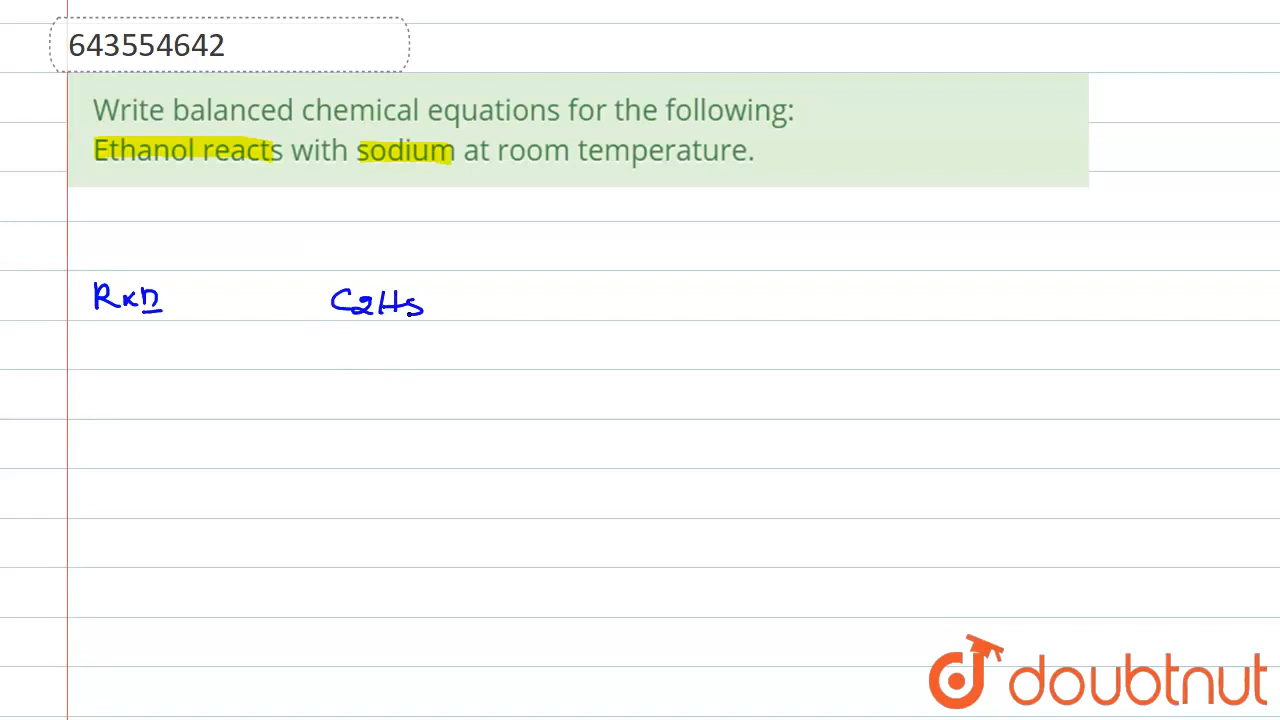 643554642
Write balanced chemical equations for the following:
Ethanol reacts with sodium at room temperature.
Rxn C2H5
doubtnut